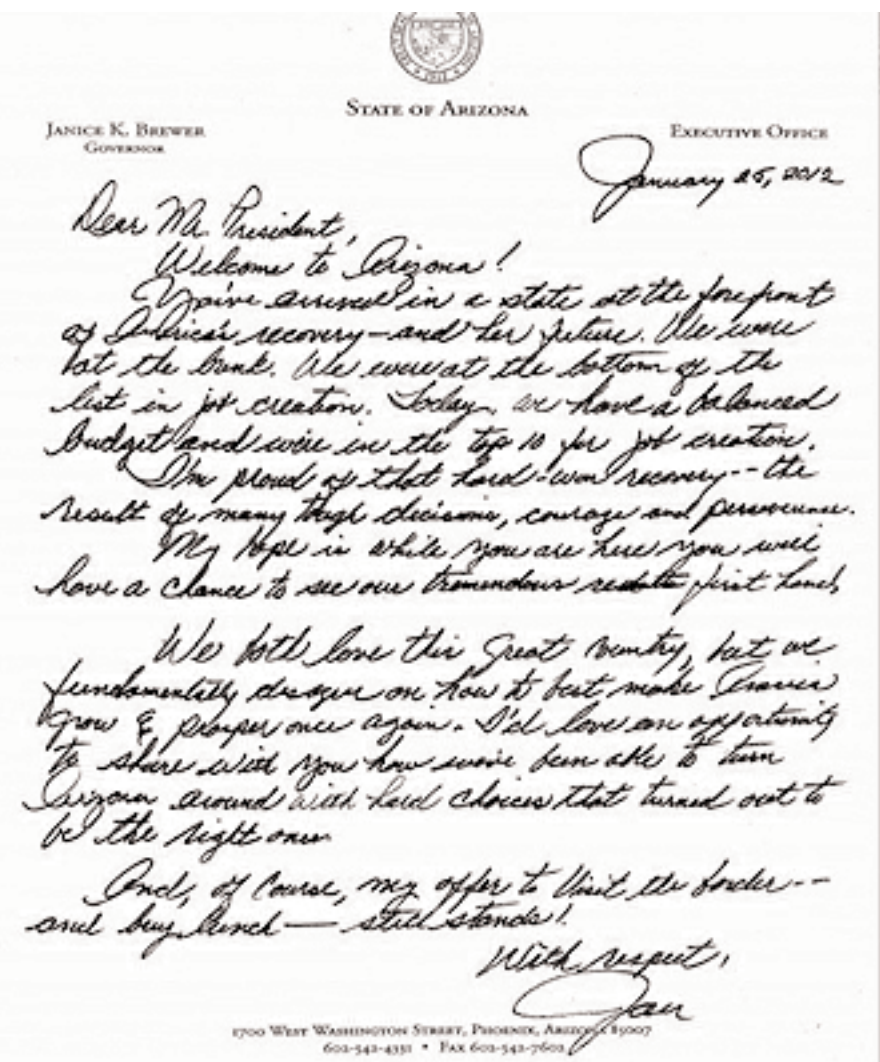 STATE OF ARIZONA
JANICE K. BREWER
GOVERNOR
EXECUTIVE OFFICE
January 25, 2012
Dear Mr. President,
Welcome to Arizona!
You've arrived in a state at the forefront
of America's recovery – and her future. We were
at the brink. We were at the bottom of the
list in job creation. Today, we have a balanced
budget and we're in the top 10 for job creation.
I'm proud of that hard-won recovery -- the
result of many tough decisions, courage and perseverance.
My hope is while you are here you will
have a chance to see our tremendous results first hand.
We both love this great country, but we
fundamentally disagree on how to best make America
grow & prosper once again. I'd love an opportunity
to share with you how we've been able to turn
Arizona around with hard choices that turned out to
be the right ones.
And, of course, my offer to visit the border --
and buy lunch — still stands!
With respect,
Jan
1700 WEST WASHINGTON STREET, PHOENIX, ARIZONA 85007
602-542-4331 • FAX 602-542-7602